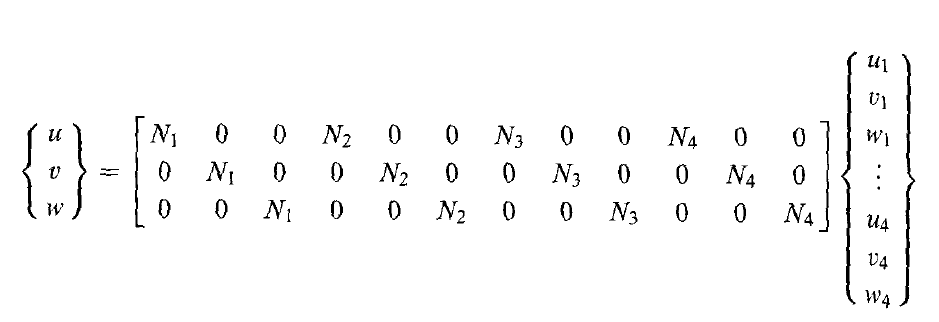 { u v w } = [ N₁ 0 0 N₂ 0 0 N₃ 0 0 N₄ 0 0
0 N₁ 0 0 N₂ 0 0 N₃ 0 0 N₄ 0
0 0 N₁ 0 0 N₂ 0 0 N₃ 0 0 N₄ ] { u₁ v₁ w₁ ⋮ u₄ v₄ w₄ }